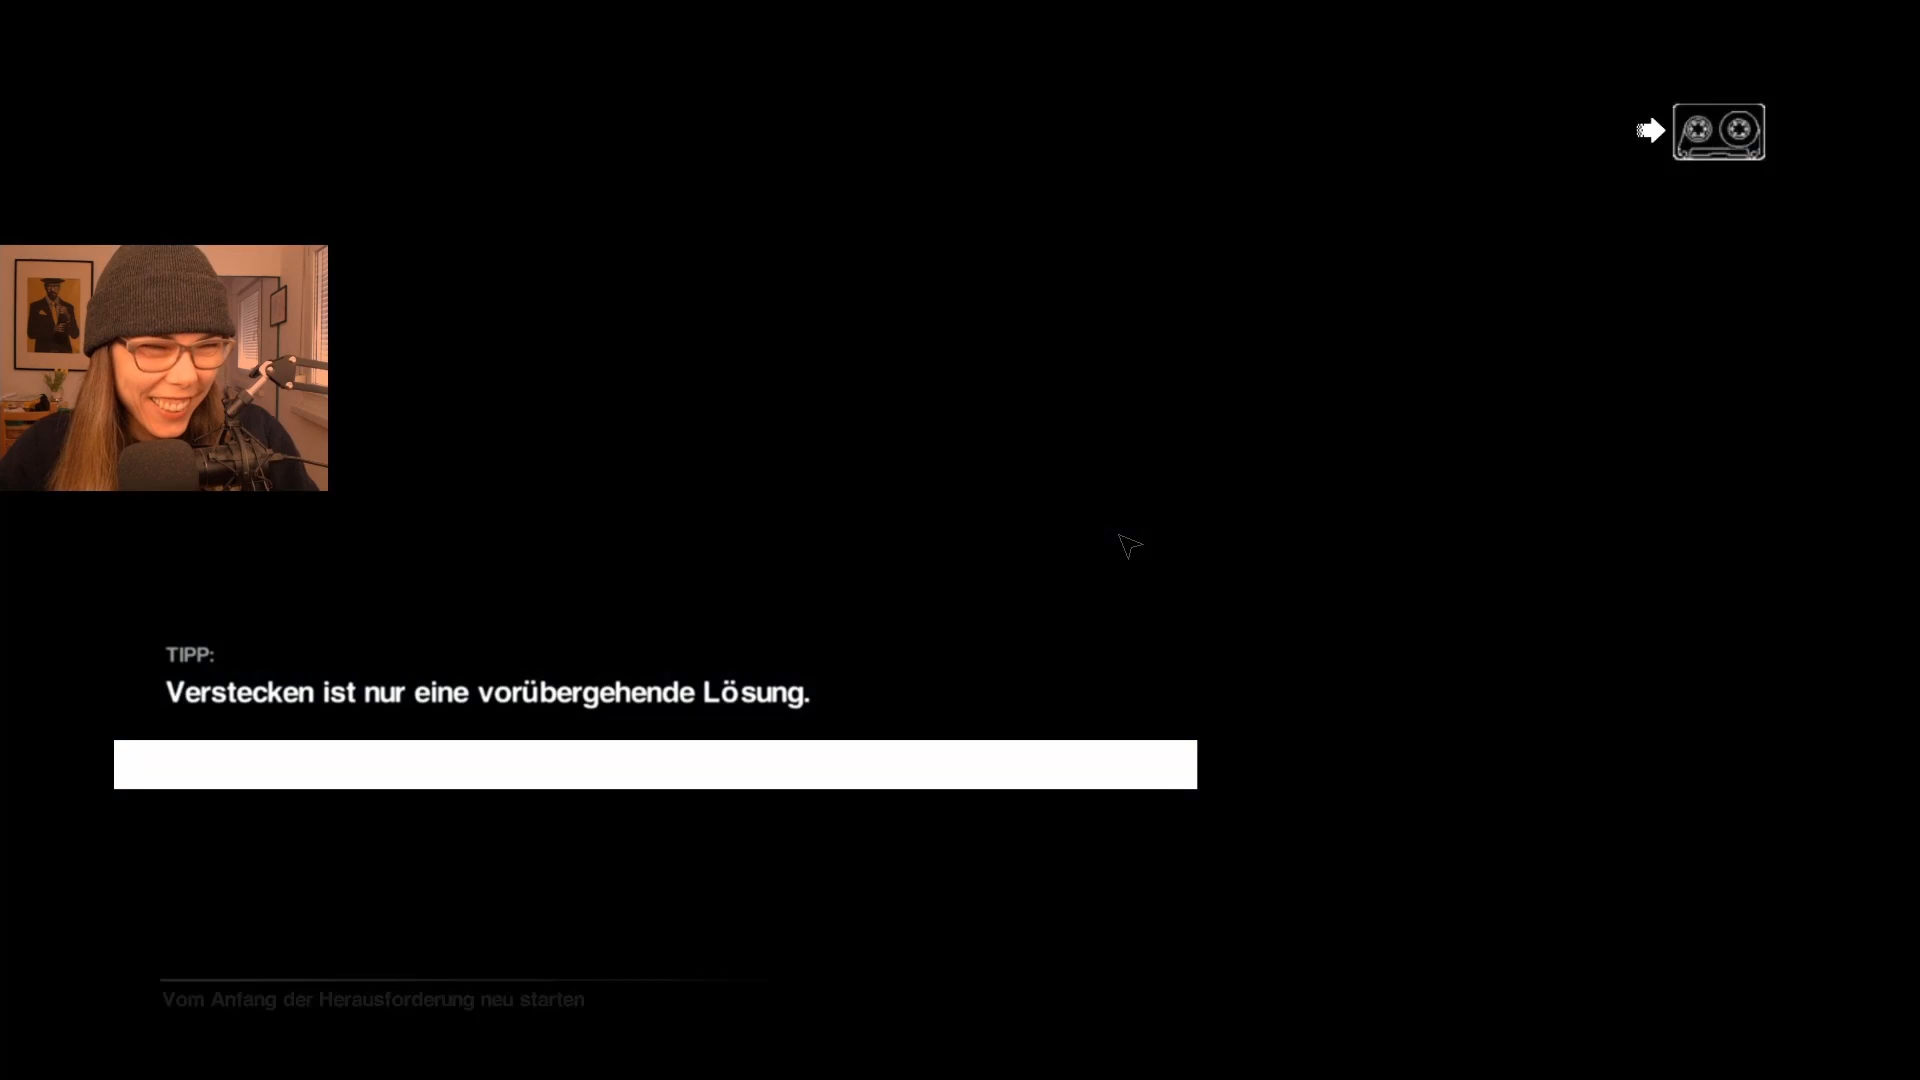 TIPP:
Verstecken ist nur eine vorübergehende Lösung.
Vom Anfang der Herausforderung neu starten